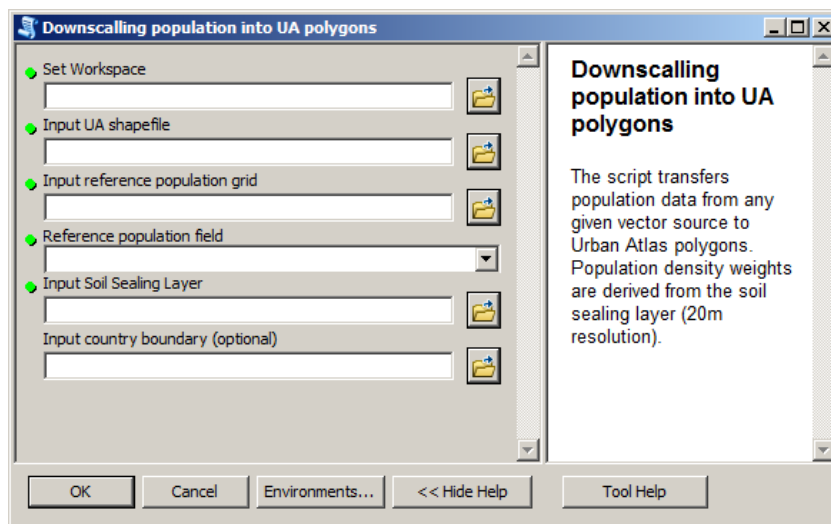 Downscalling population into UA polygons
Set Workspace
Input UA shapefile
Input reference population grid
Reference population field
Input Soil Sealing Layer
Input country boundary (optional)
Downscalling
population into UA
polygons
The script transfers
population data from any
given vector source to
Urban Atlas polygons.
Population density weights
are derived from the soil
sealing layer (20m
resolution).
OK
Cancel
Environments...
<< Hide Help
Tool Help